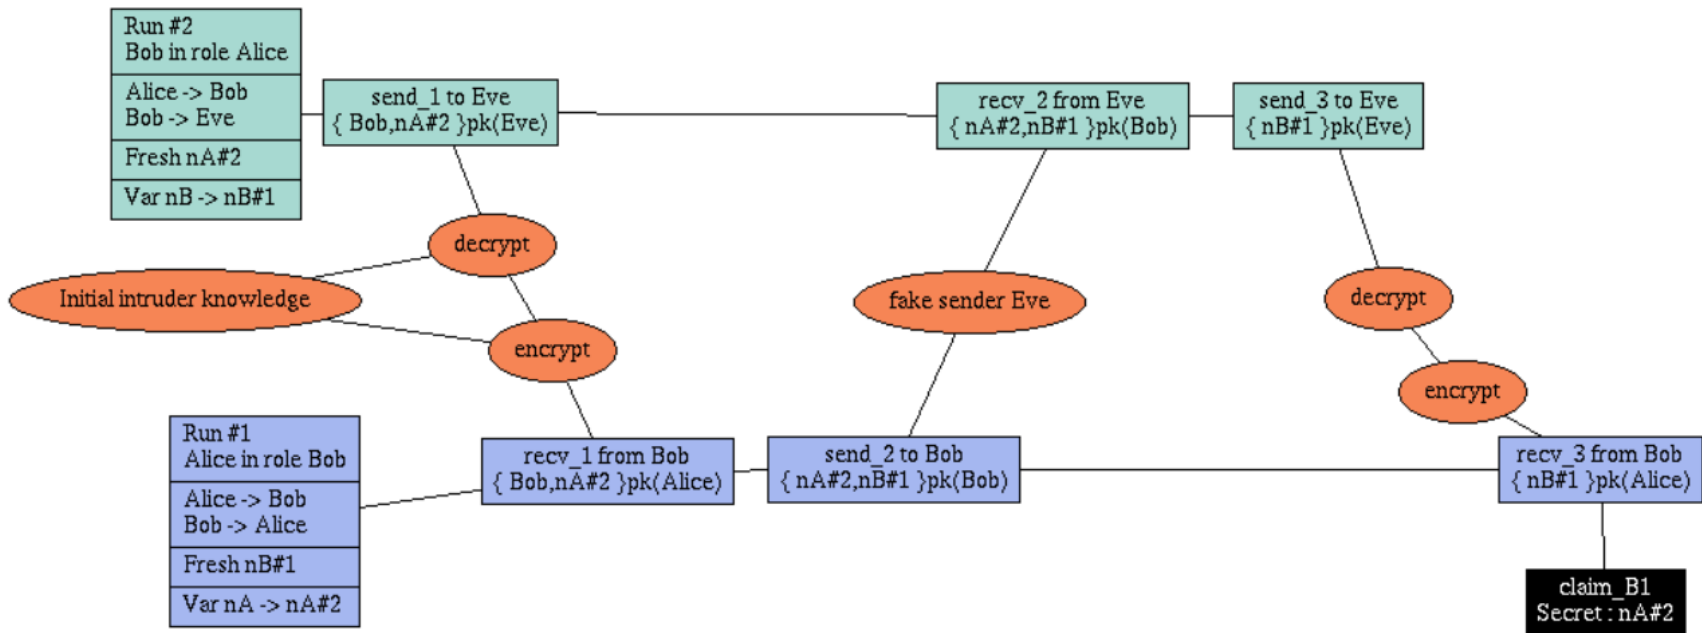 Run #2
Bob in role Alice
Alice -> Bob
Bob -> Eve
Fresh nA#2
Var nB -> nB#1
send_1 to Eve
{ Bob,nA#2 }pk(Eve)
recv_2 from Eve
{ nA#2,nB#1 }pk(Bob)
send_3 to Eve
{ nB#1 }pk(Eve)
decrypt
Initial intruder knowledge
encrypt
fake sender Eve
decrypt
encrypt
Run #1
Alice in role Bob
Alice -> Bob
Bob -> Alice
Fresh nB#1
Var nA -> nA#2
recv_1 from Bob
{ Bob,nA#2 }pk(Alice)
send_2 to Bob
{ nA#2,nB#1 }pk(Bob)
recv_3 from Bob
{ nB#1 }pk(Alice)
claim_B1
Secret : nA#2